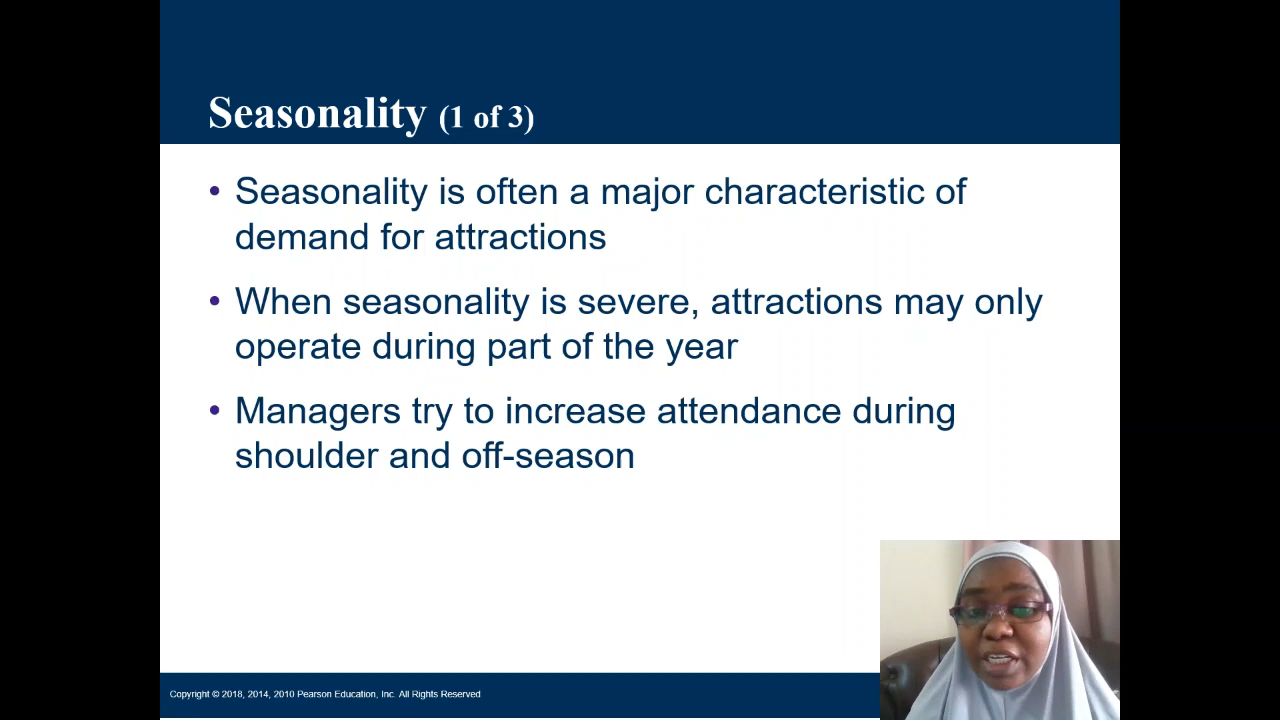 Seasonality (1 of 3)
• Seasonality is often a major characteristic of
demand for attractions
• When seasonality is severe, attractions may only
operate during part of the year
• Managers try to increase attendance during
shoulder and off-season
Copyright © 2018, 2014, 2010 Pearson Education, Inc. All Rights Reserved